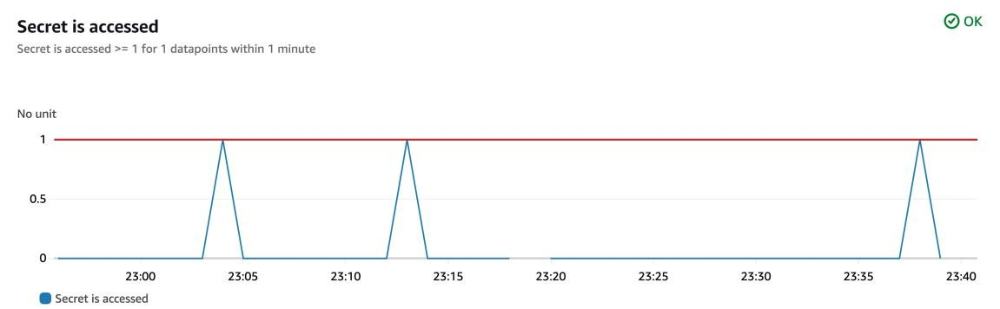 Secret is accessed
OK
Secret is accessed >= 1 for 1 datapoints within 1 minute
No unit
1
0.5
0
23:00 23:05 23:10 23:15 23:20 23:25 23:30 23:35 23:40
Secret is accessed